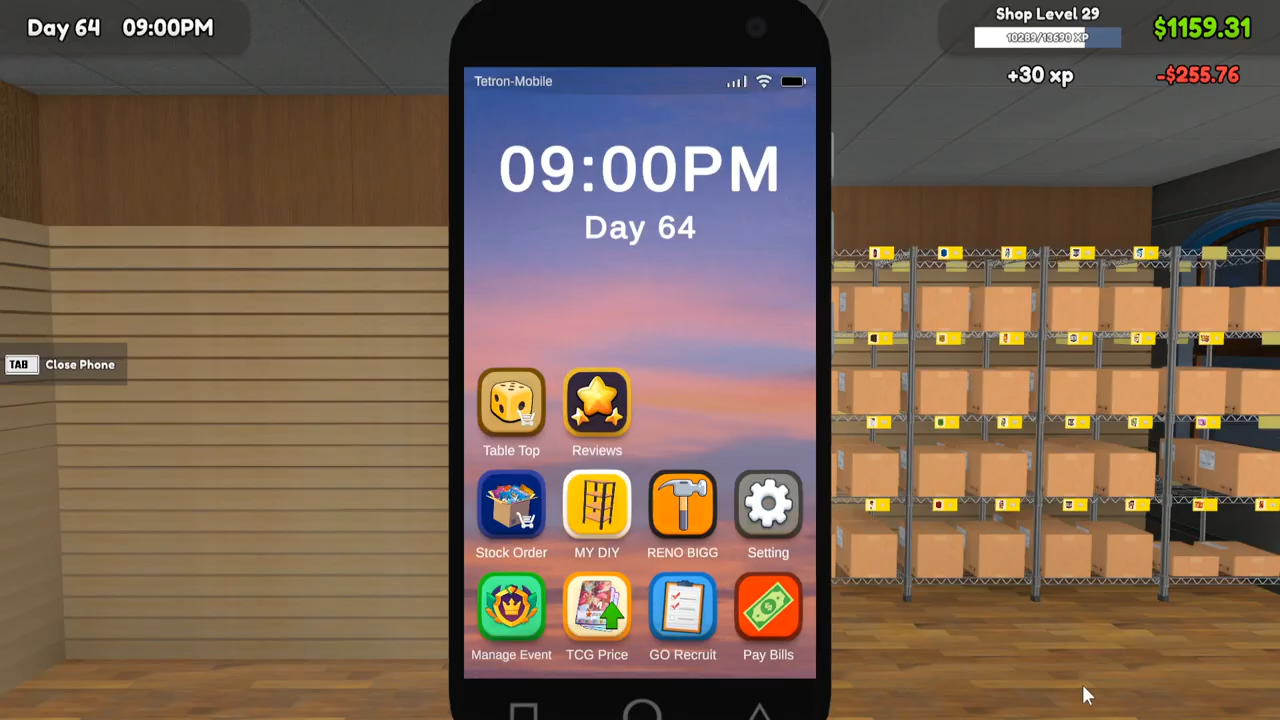 Day 64 09:00PM
Shop Level 29
10289/13690 XP
$1159.31
+30 xp
-$255.76
Tetron-Mobile
09:00PM
Day 64
TAB Close Phone
Table Top
Reviews
Stock Order
MY DIY
RENO BIGG
Setting
Manage Event
TCG Price
GO Recruit
Pay Bills